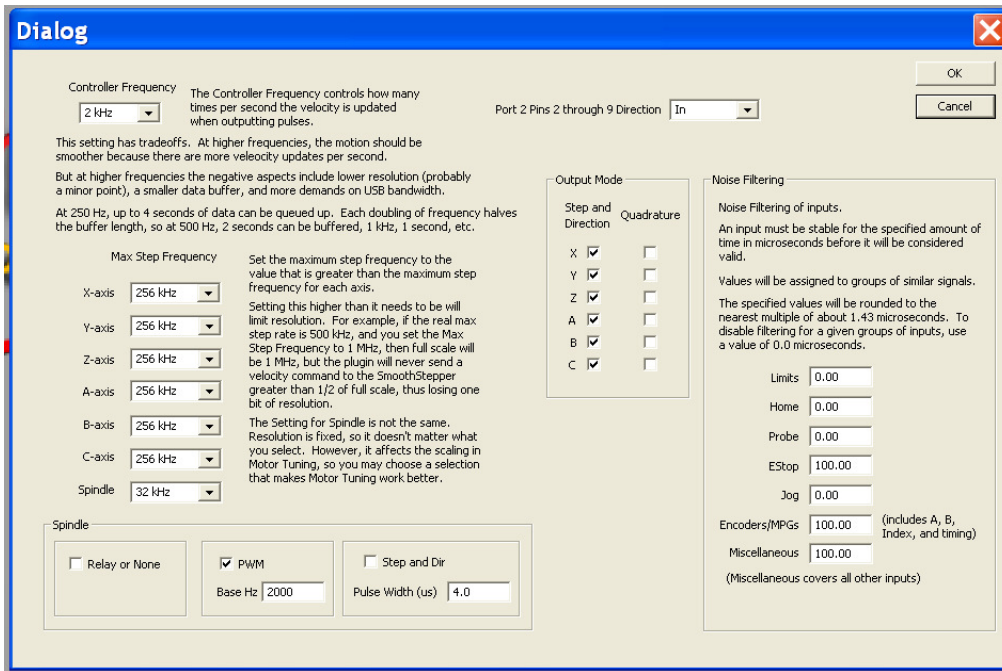 Dialog
OK
Cancel
Controller Frequency
2 kHz
The Controller Frequency controls how many
times per second the velocity is updated
when outputting pulses.
Port 2 Pins 2 through 9 Direction In
This setting has tradeoffs. At higher frequencies, the motion should be
smoother because there are more veleocity updates per second.
But at higher frequencies the negative aspects include lower resolution (probably
a minor point), a smaller data buffer, and more demands on USB bandwidth.
At 250 Hz, up to 4 seconds of data can be queued up. Each doubling of frequency halves
the buffer length, so at 500 Hz, 2 seconds can be buffered, 1 kHz, 1 second, etc.
Max Step Frequency
X-axis 256 kHz
Y-axis 256 kHz
Z-axis 256 kHz
A-axis 256 kHz
B-axis 256 kHz
C-axis 256 kHz
Spindle 32 kHz
Set the maximum step frequency to the
value that is greater than the maximum step
frequency for each axis.
Setting this higher than it needs to be will
limit resolution. For example, if the real max
step rate is 500 kHz, and you set the Max
Step Frequency to 1 MHz, then full scale will
be 1 MHz, but the plugin will never send a
velocity command to the SmoothStepper
greater than 1/2 of full scale, thus losing one
bit of resolution.
The Setting for Spindle is not the same.
Resolution is fixed, so it doesn't matter what
you select. However, it affects the scaling in
Motor Tuning, so you may choose a selection
that makes Motor Tuning work better.
Output Mode
Step and
Direction
Quadrature
X
Y
Z
A
B
C
Noise Filtering
Noise Filtering of inputs.
An input must be stable for the specified amount of
time in microseconds before it will be considered
valid.
Values will be assigned to groups of similar signals.
The specified values will be rounded to the
nearest multiple of about 1.43 microseconds. To
disable filtering for a given groups of inputs, use
a value of 0.0 microseconds.
Limits 0.00
Home 0.00
Probe 0.00
EStop 100.00
Jog 0.00
Encoders/MPGs 100.00
(includes A, B,
Index, and timing)
Miscellaneous 100.00
(Miscellaneous covers all other inputs)
Spindle
Relay or None
PWM
Base Hz 2000
Step and Dir
Pulse Width (us) 4.0